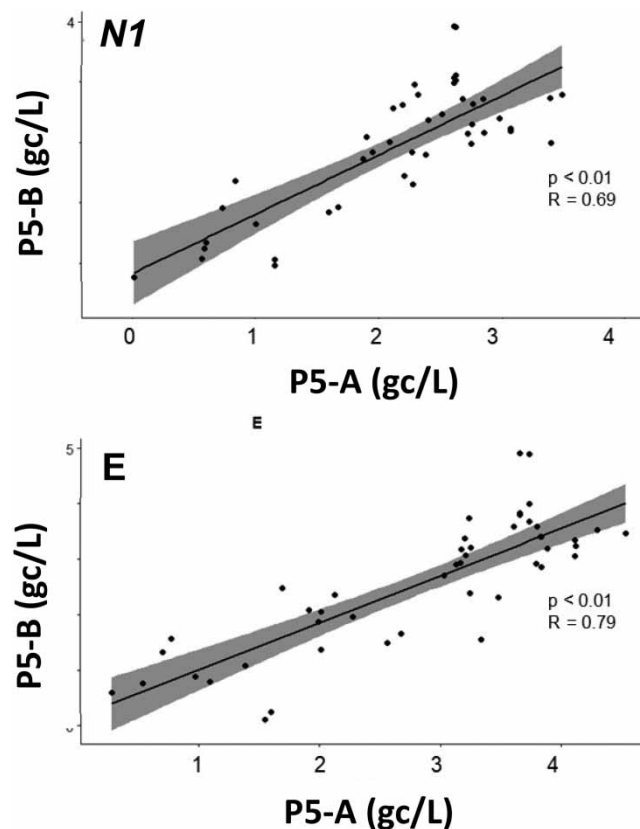 N1
4
P5-B (gc/L)
p < 0.01
R = 0.69
0 1 2 3 4
P5-A (gc/L)
E
5
E
P5-B (gc/L)
p < 0.01
R = 0.79
1 2 3 4
P5-A (gc/L)